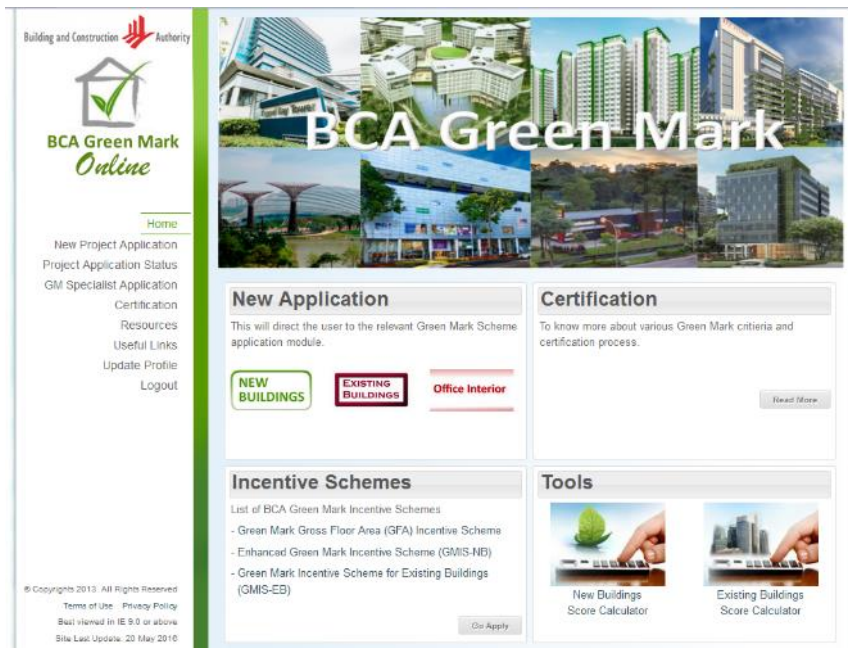 Building and Construction Authority
BCA Green Mark
Online
Home
New Project Application
Project Application Status
GM Specialist Application
Certification
Resources
Useful Links
Update Profile
Logout
© Copyrights 2013. All Rights Reserved
Terms of Use Privacy Policy
Best viewed in IE 9.0 or above
Site Last Update: 20 May 2016
BCA Green Mark
New Application
This will direct the user to the relevant Green Mark Scheme
application module.
NEW
BUILDINGS
EXISTING
BUILDINGS
Office Interior
Certification
To know more about various Green Mark critieria and
certification process.
Read More
Incentive Schemes
List of BCA Green Mark Incentive Schemes
- Green Mark Gross Floor Area (GFA) Incentive Scheme
- Enhanced Green Mark Incentive Scheme (GMIS-NB)
- Green Mark Incentive Scheme for Existing Buildings
(GMIS-EB)
Go Apply
Tools
New Buildings
Score Calculator
Existing Buildings
Score Calculator